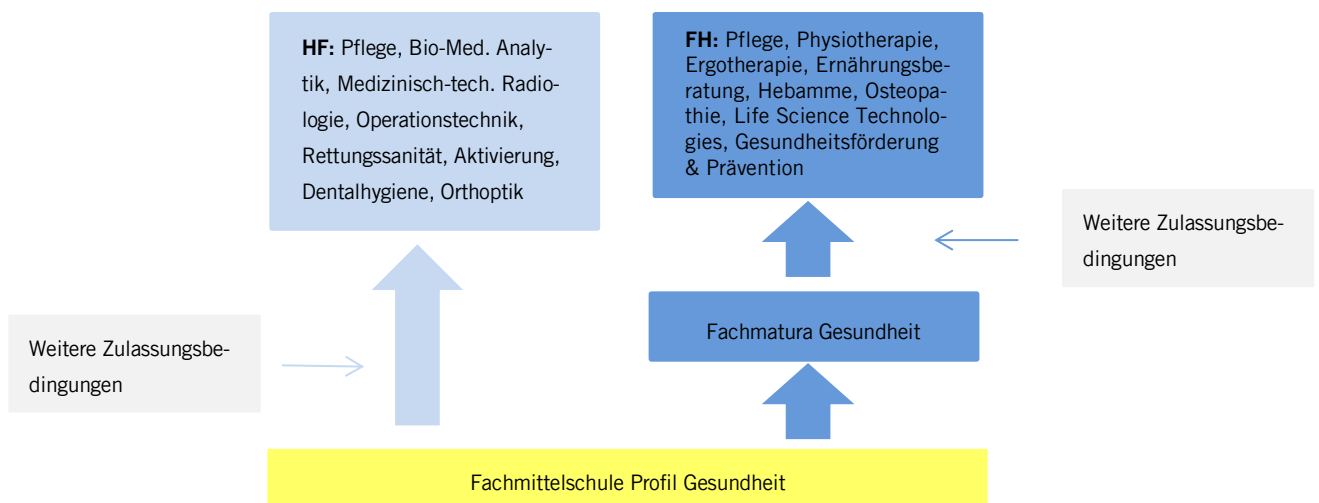 HF: Pflege, Bio-Med. Analy-
tik, Medizinisch-tech. Radio-
logie, Operationstechnik,
Rettungssanität, Aktivierung,
Dentalhygiene, Orthoptik
FH: Pflege, Physiotherapie,
Ergotherapie, Ernährungsbe-
ratung, Hebamme, Osteopa-
thie, Life Science Technolo-
gies, Gesundheitsförderung
& Prävention
Weitere Zulassungsbe-
dingungen
Fachmatura Gesundheit
Weitere Zulassungsbe-
dingungen
Fachmittelschule Profil Gesundheit